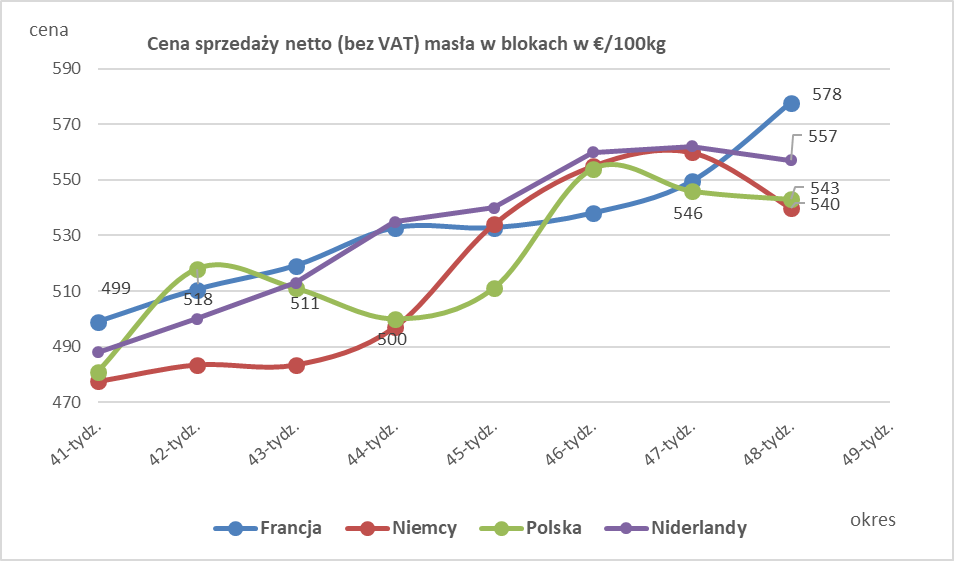 cena
Cena sprzedaży netto (bez VAT) masła w blokach w €/100kg
590
570
550
530
510
490
470
578
557
543
540
546
499
518
511
500
41-tydz.
42-tydz.
43-tydz.
44-tydz.
45-tydz.
46-tydz.
47-tydz.
48-tydz.
49-tydz.
okres
Francja
Niemcy
Polska
Niderlandy